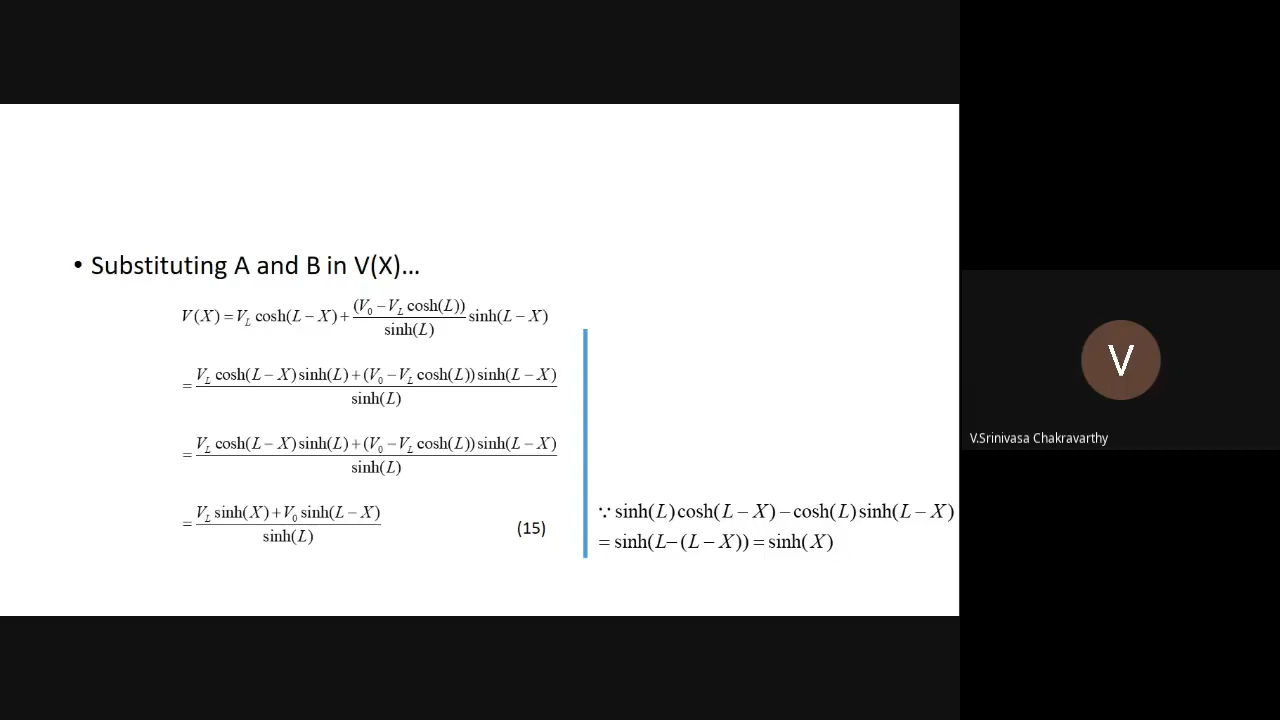 • Substituting A and B in V(X)...
V(X) = V_L cosh(L − X) + (V_0 − V_L cosh(L)) / sinh(L) sinh(L − X)
= V_L cosh(L − X) sinh(L) + (V_0 − V_L cosh(L)) sinh(L − X) / sinh(L)
= V_L cosh(L − X) sinh(L) + (V_0 − V_L cosh(L)) sinh(L − X) / sinh(L)
= V_L sinh(X) + V_0 sinh(L − X) / sinh(L) (15)
∵ sinh(L) cosh(L − X) − cosh(L) sinh(L − X)
= sinh(L − (L − X)) = sinh(X)
V
V.Srinivasa Chakravarthy